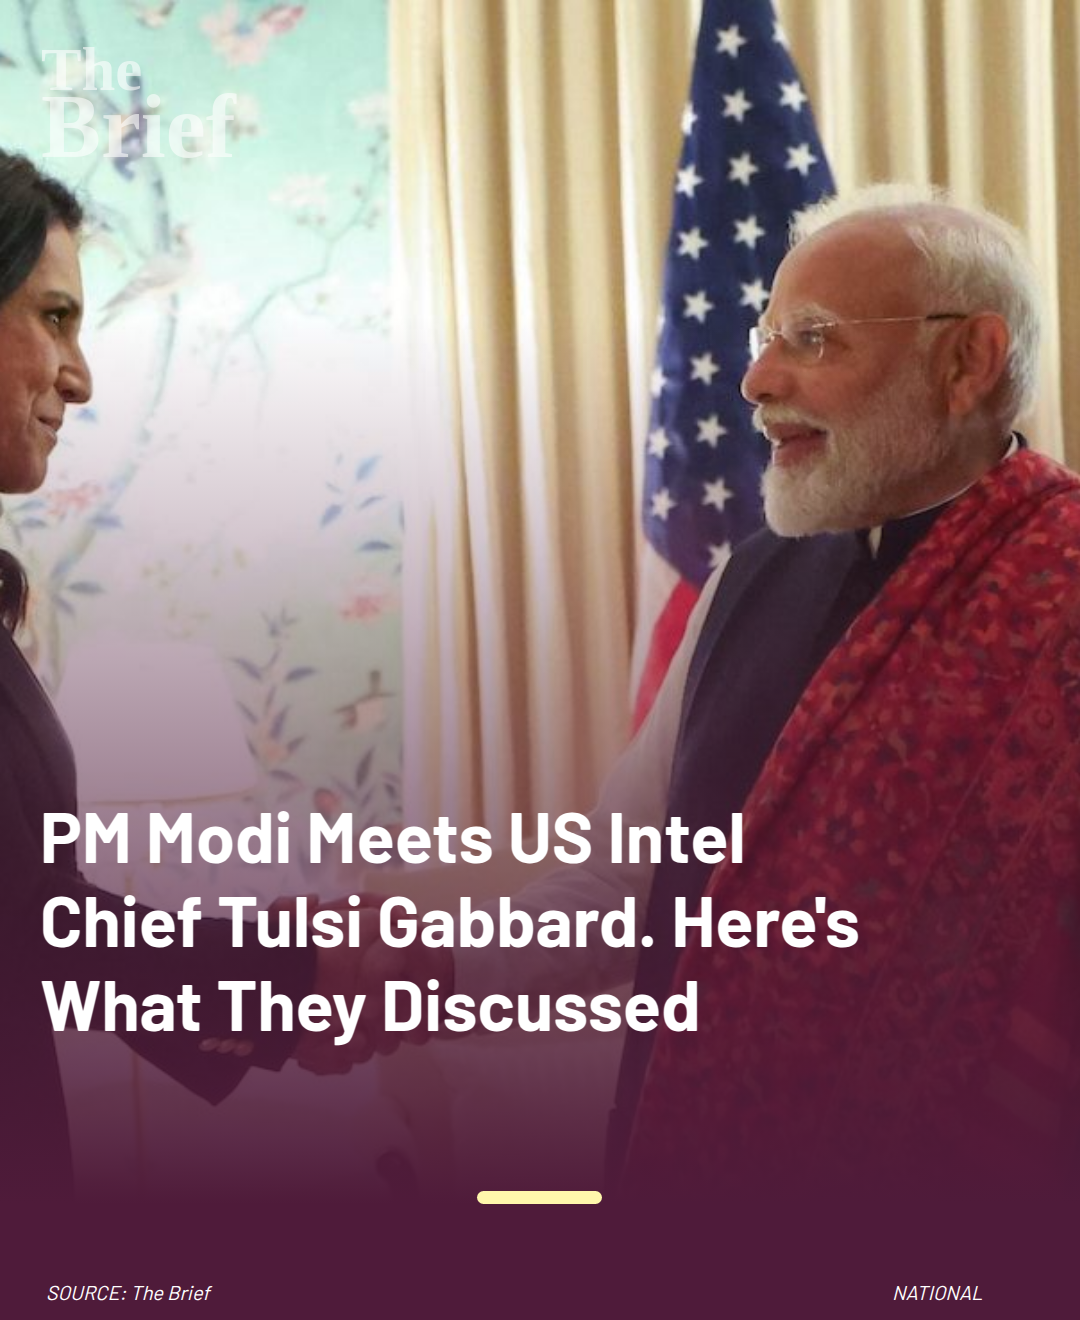 The
Brief
PM Modi Meets US Intel
Chief Tulsi Gabbard. Here's
What They Discussed
SOURCE: The Brief
NATIONAL